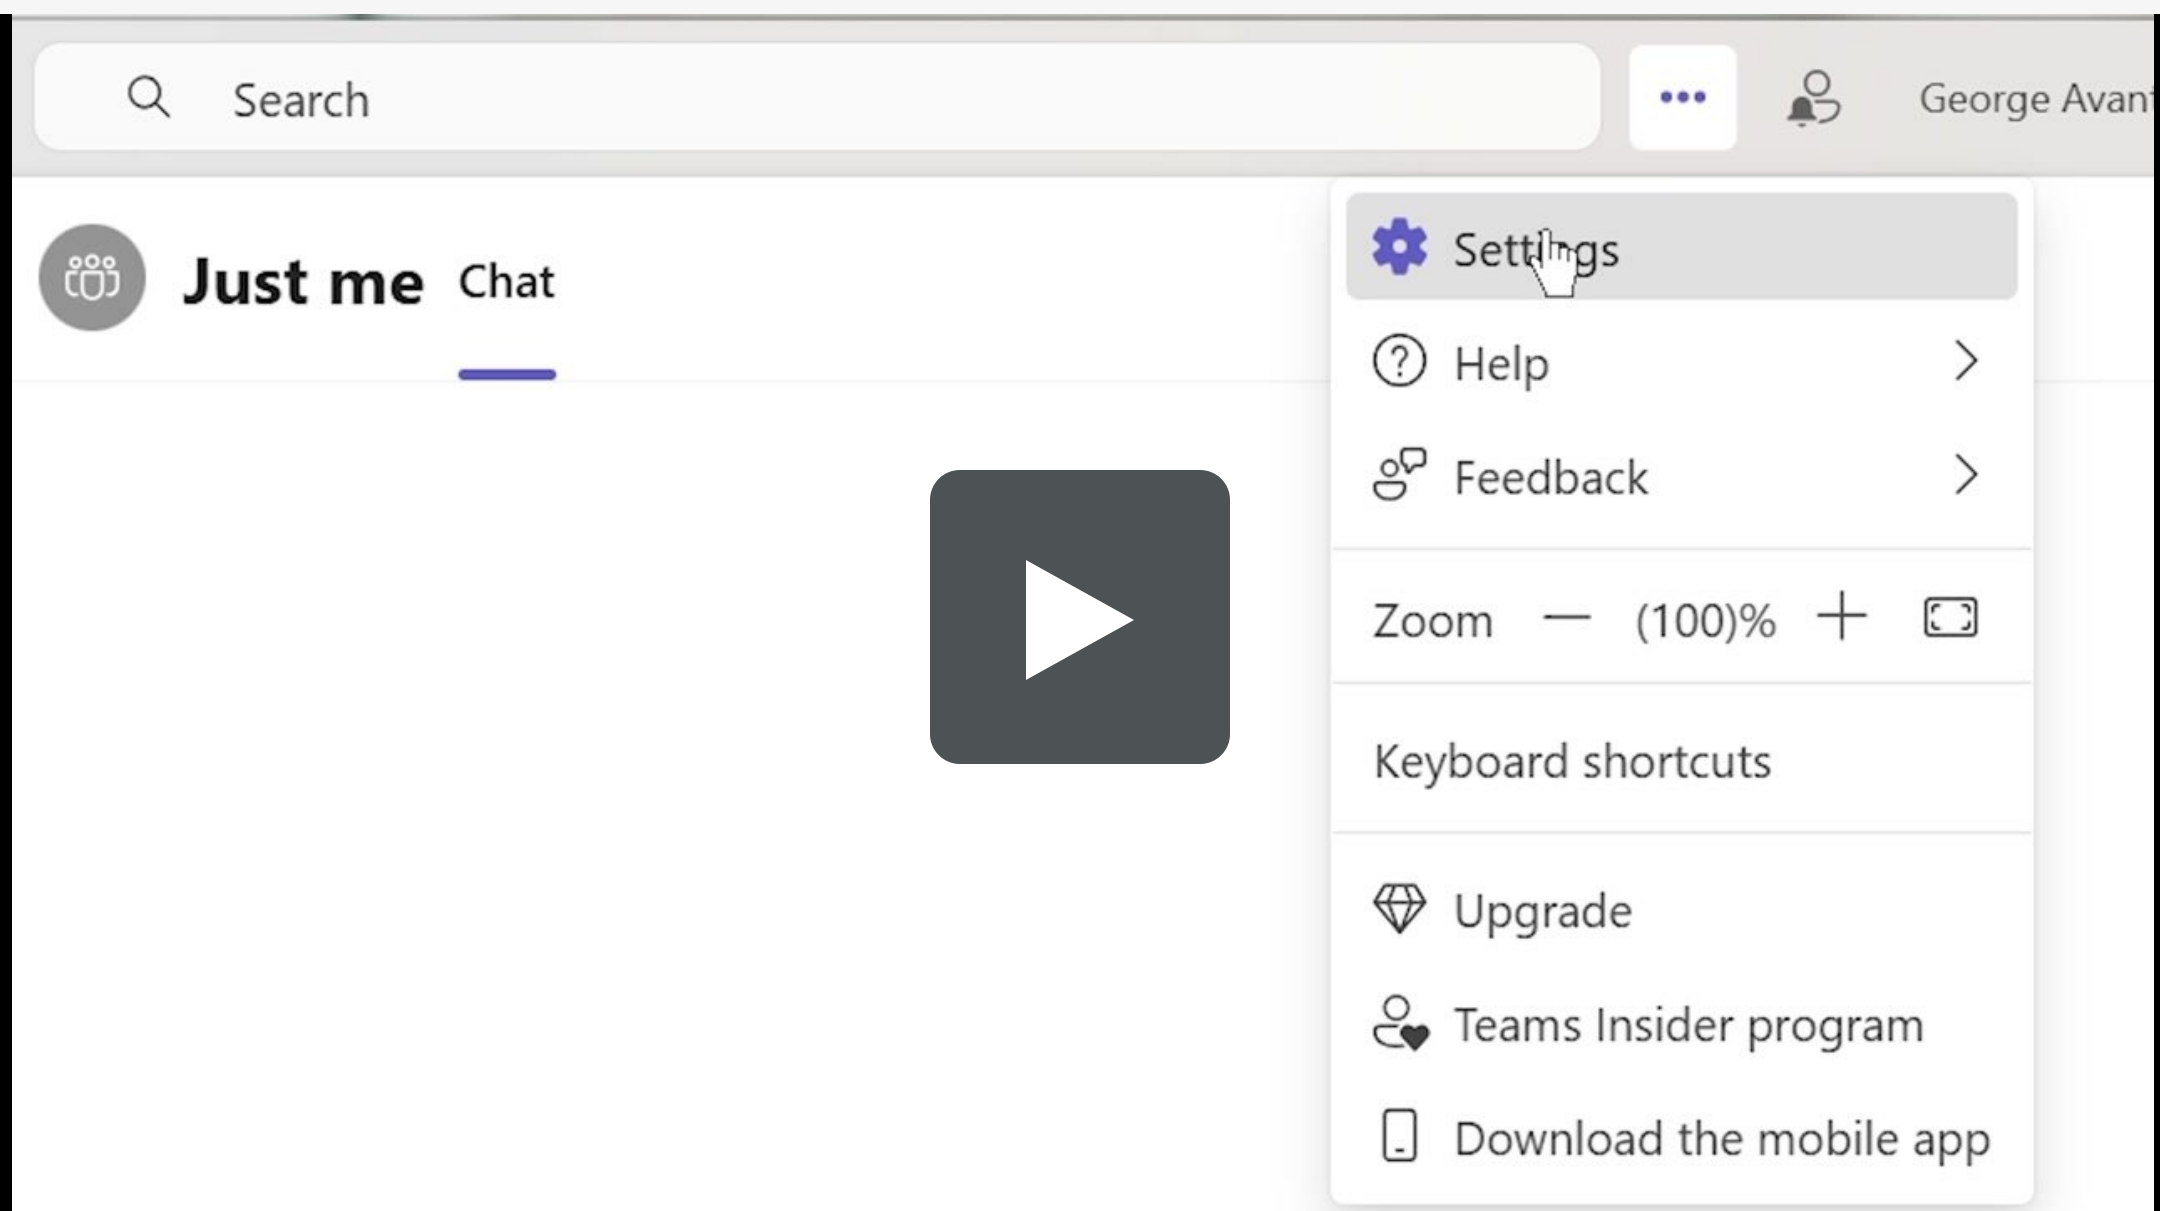 Search
George Avant
Just me Chat
Settings
Help
Feedback
Zoom — (100)% +
Keyboard shortcuts
Upgrade
Teams Insider program
Download the mobile app